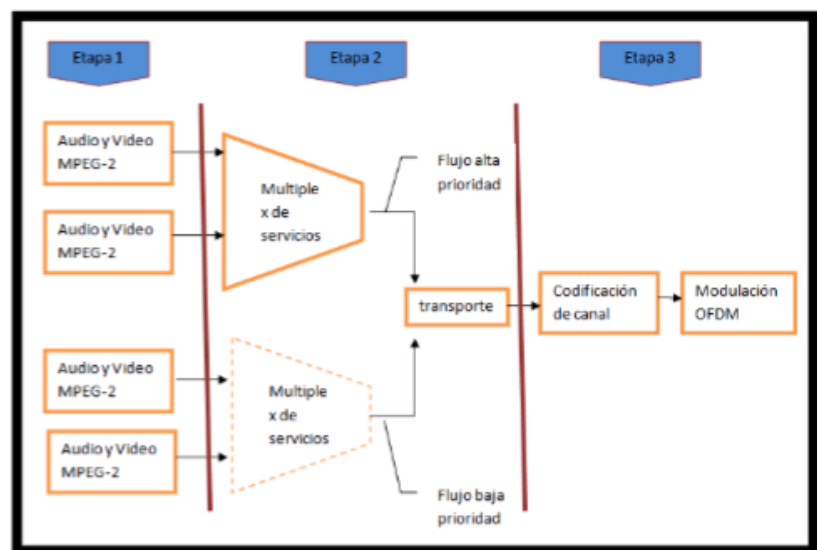 Etapa 1
Etapa 2
Etapa 3
Audio y Video
MPEG-2
Audio y Video
MPEG-2
Multiple
x de
servicios
Flujo alta
prioridad
transporte
Codificación
de canal
Modulación
OFDM
Audio y Video
MPEG-2
Audio y Video
MPEG-2
Multiple
x de
servicios
Flujo baja
prioridad